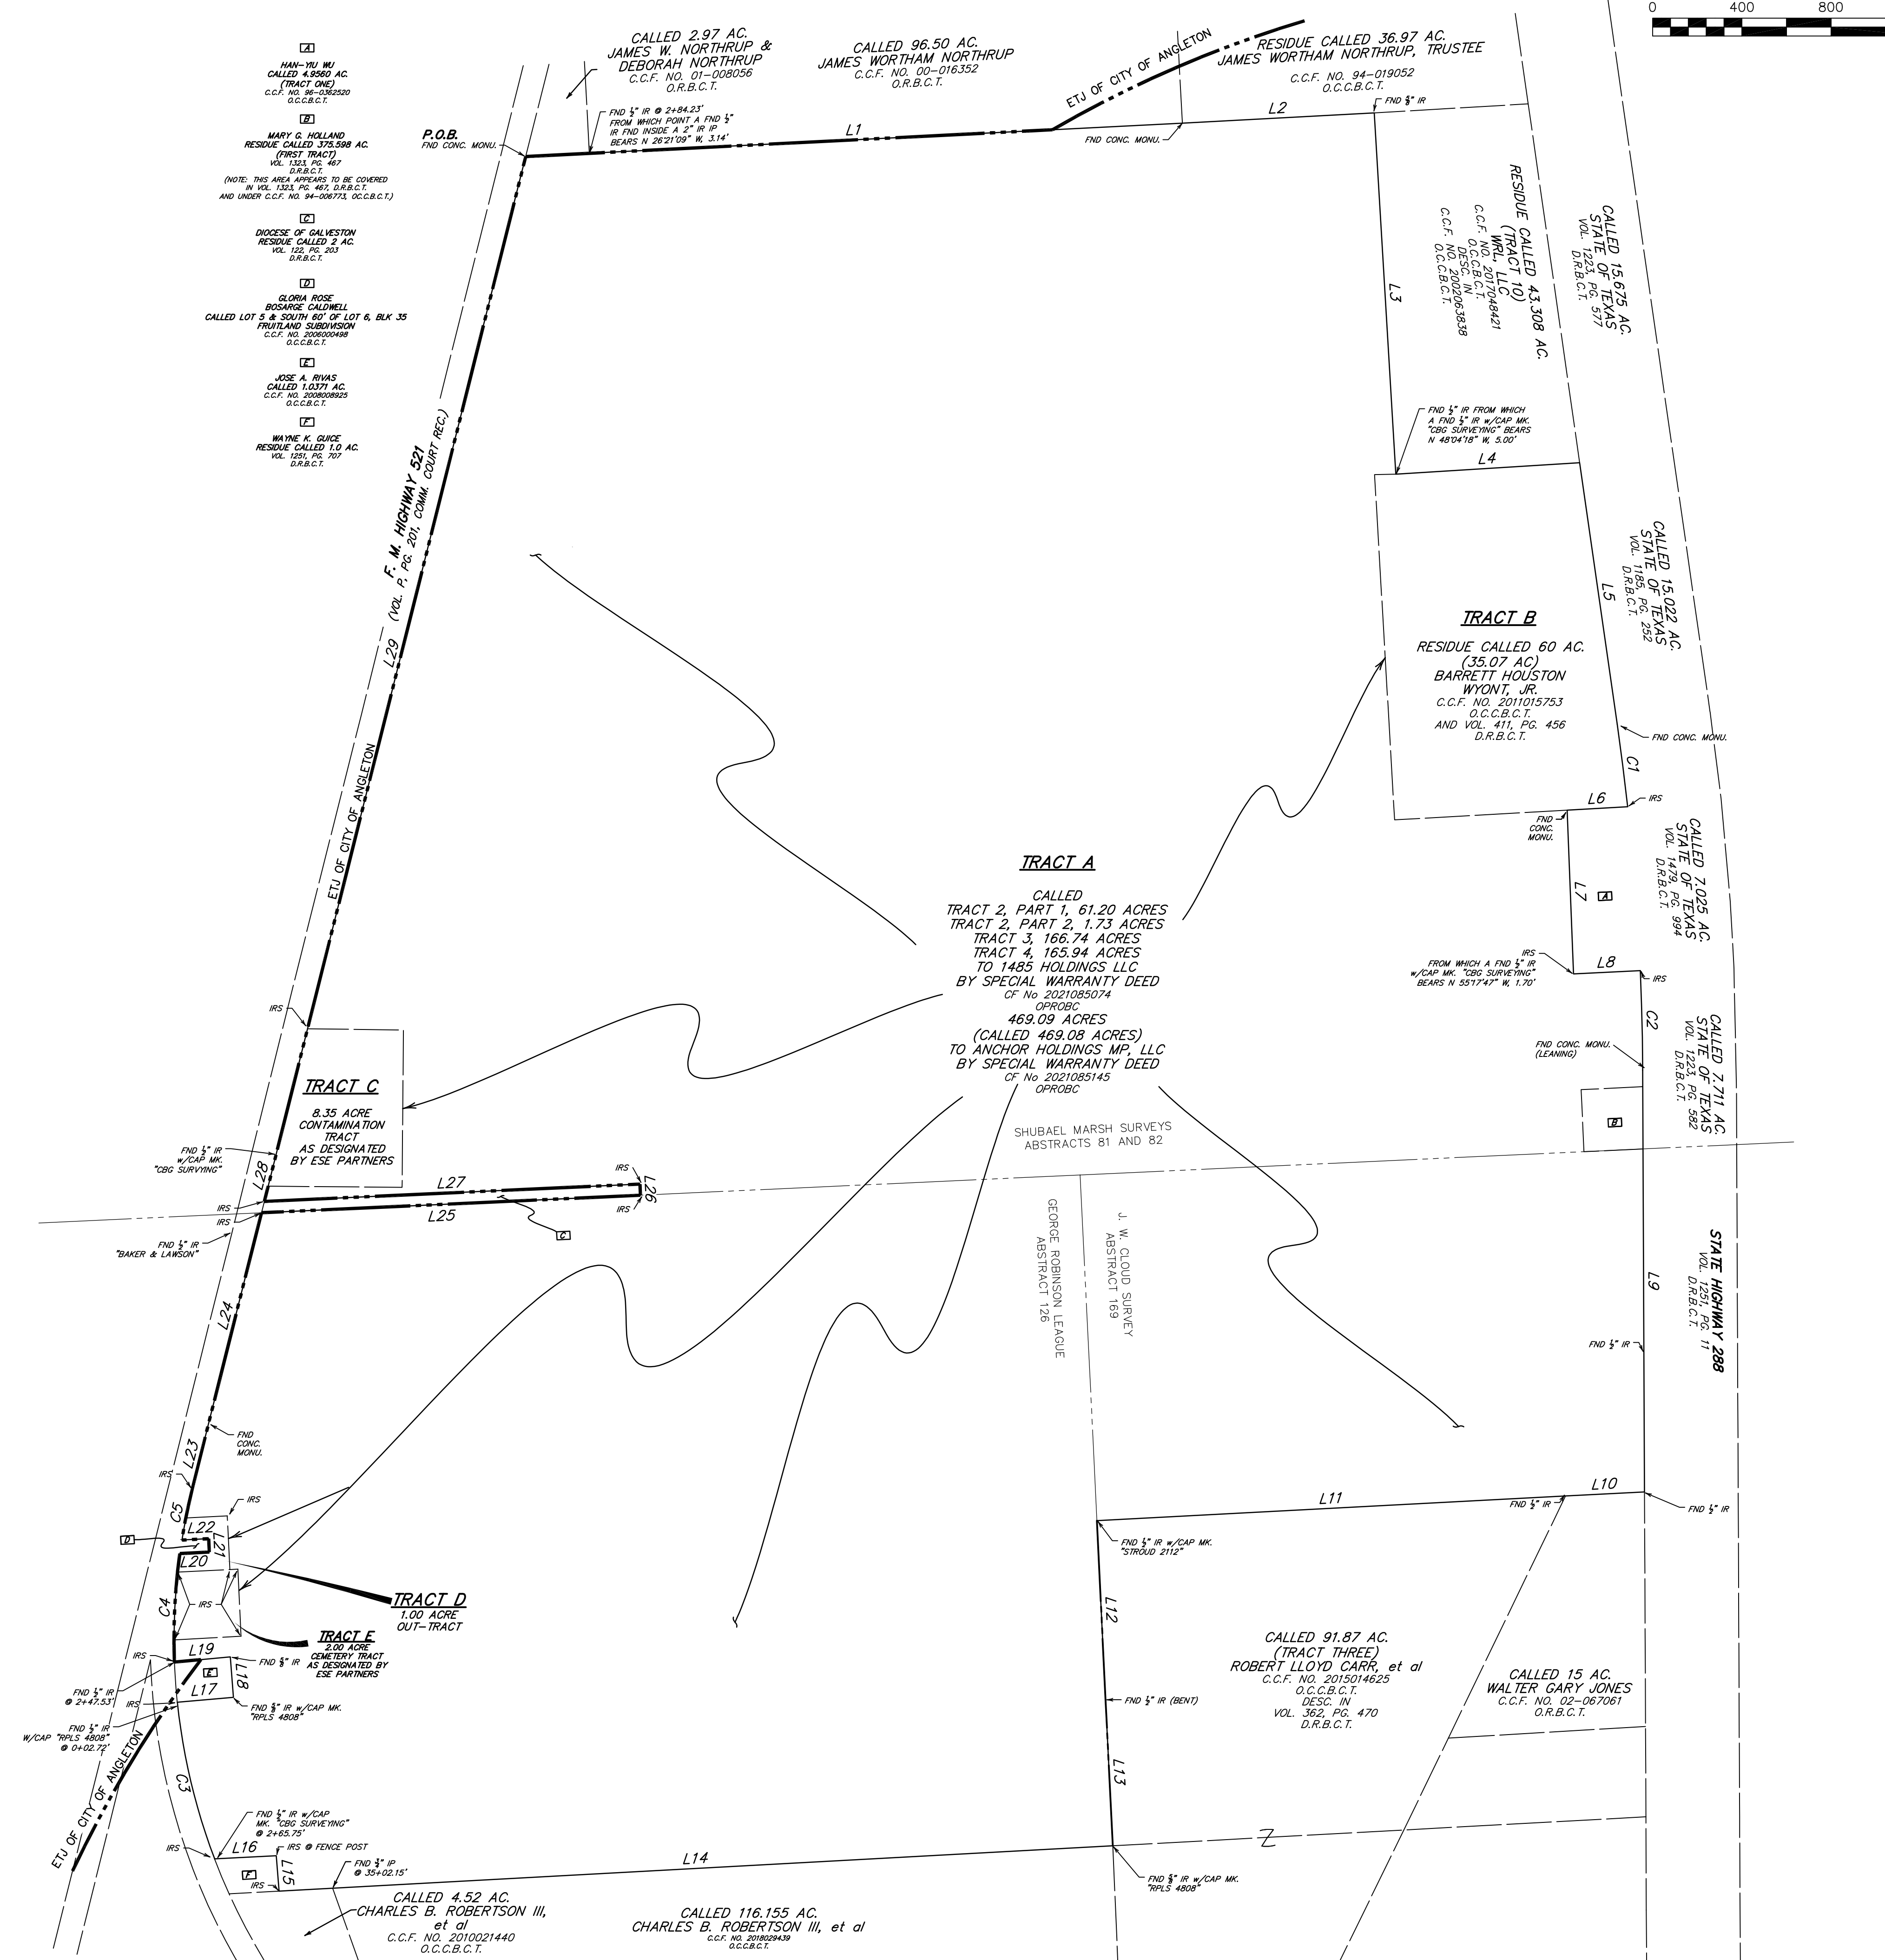 0 400 800
A
HAN-YIU WU
CALLED 4.9560 AC.
(TRACT ONE)
C.C.F. NO. 96-0362520
O.C.C.B.C.T.
B
MARY G. HOLLAND
RESIDUE CALLED 375.598 AC.
(FIRST TRACT)
VOL. 1323, PG. 467
D.R.B.C.T.
(NOTE: THIS AREA APPEARS TO BE COVERED
IN VOL. 1323, PG. 467, D.R.B.C.T.
AND UNDER C.C.F. NO. 94-006773, OC.C.B.C.T.)
C
DIOCESE OF GALVESTON
RESIDUE CALLED 2 AC.
VOL. 122, PG. 203
D.R.B.C.T.
D
GLORIA ROSE
BOSARGE CALDWELL
CALLED LOT 5 & SOUTH 60' OF LOT 6, BLK 35
FRUITLAND SUBDIVISION
C.C.F. NO. 2006000498
O.C.C.B.C.T.
E
JOSE A. RIVAS
CALLED 1.0371 AC.
C.C.F. NO. 2008008925
O.C.C.B.C.T.
F
WAYNE K. GUICE
RESIDUE CALLED 1.0 AC.
VOL. 1251, PG. 707
D.R.B.C.T.
CALLED 2.97 AC.
JAMES W. NORTHRUP &
DEBORAH NORTHRUP
C.C.F. NO. 01-008056
O.R.B.C.T.
CALLED 96.50 AC.
JAMES WORTHAM NORTHRUP
C.C.F. NO. 00-016352
O.R.B.C.T.
ETJ OF CITY OF ANGLETON
RESIDUE CALLED 36.97 AC.
JAMES WORTHAM NORTHRUP, TRUSTEE
C.C.F. NO. 94-019052
O.C.C.B.C.T.
P.O.B.
FND CONC. MONU.
FND ½" IR @ 2+84.23'
FROM WHICH POINT A FND ½"
IR FND INSIDE A 2" IR IP
BEARS N 26°21'09" W, 3.14'
L1
FND CONC. MONU.
L2
FND ⅝" IR
L3
RESIDUE CALLED 43.308 AC.
(TRACT 10)
WRL, LLC
C.C.F. NO. 2017048421
O.C.C.B.C.T.
DESC. IN
C.C.F. NO. 2002063838
O.C.C.B.C.T.
CALLED 15.675 AC.
STATE OF TEXAS
VOL. 1223, PG. 577
D.R.B.C.T.
FND ½" IR FROM WHICH
A FND ½" IR w/CAP MK.
"CBG SURVEYING" BEARS
N 48°04'18" W, 5.00'
L4
F. M. HIGHWAY 521
(VOL. P, PG. 201, COMM. COURT REC.)
L29
ETJ OF CITY OF ANGLETON
L5
CALLED 15.022 AC.
STATE OF TEXAS
VOL. 1185, PG. 252
D.R.B.C.T.
TRACT B
RESIDUE CALLED 60 AC.
(35.07 AC)
BARRETT HOUSTON
WYONT, JR.
C.C.F. NO. 2011015753
O.C.C.B.C.T.
AND VOL. 411, PG. 456
D.R.B.C.T.
FND CONC. MONU.
C1
L6
IRS
FND
CONC.
MONU.
L7
A
CALLED 7.025 AC.
STATE OF TEXAS
VOL. 1479, PG. 994
D.R.B.C.T.
TRACT A
CALLED
TRACT 2, PART 1, 61.20 ACRES
TRACT 2, PART 2, 1.73 ACRES
TRACT 3, 166.74 ACRES
TRACT 4, 165.94 ACRES
TO 1485 HOLDINGS LLC
BY SPECIAL WARRANTY DEED
CF No 2021085074
OPROBC
469.09 ACRES
(CALLED 469.08 ACRES)
TO ANCHOR HOLDINGS MP, LLC
BY SPECIAL WARRANTY DEED
CF No 2021085145
OPROBC
IRS
FROM WHICH A FND ½" IR
w/CAP MK. "CBG SURVEYING"
BEARS N 55°17'47" W, 1.70'
L8
IRS
C2
FND CONC. MONU.
(LEANING)
CALLED 7.711 AC.
STATE OF TEXAS
VOL. 1223, PG. 582
D.R.B.C.T.
B
IRS
TRACT C
8.35 ACRE
CONTAMINATION
TRACT
AS DESIGNATED
BY ESE PARTNERS
FND ½" IR
w/CAP MK.
"CBG SURVYING"
L28
SHUBAEL MARSH SURVEYS
ABSTRACTS 81 AND 82
L27
IRS
L26
IRS
IRS
IRS
L25
C
FND ½" IR
"BAKER & LAWSON"
GEORGE ROBINSON LEAGUE
ABSTRACT 126
J. W. CLOUD SURVEY
ABSTRACT 169
STATE HIGHWAY 288
VOL. 1251, PG. 11
D.R.B.C.T.
L9
L24
FND ½" IR
FND
CONC.
MONU.
L23
IRS
C5
IRS
L10
FND ½" IR
FND ½" IR
L11
FND ½" IR w/CAP MK.
"STROUD 2112"
D
L22
L21
L20
TRACT D
1.00 ACRE
OUT-TRACT
C4
IRS
TRACT E
2.00 ACRE
CEMETERY TRACT
AS DESIGNATED BY
ESE PARTNERS
L12
CALLED 91.87 AC.
(TRACT THREE)
ROBERT LLOYD CARR, et al
C.C.F. NO. 2015014625
O.C.C.B.C.T.
DESC. IN
VOL. 362, PG. 470
D.R.B.C.T.
CALLED 15 AC.
WALTER GARY JONES
C.C.F. NO. 02-067061
O.R.B.C.T.
IRS
L19
FND ⅝" IR
E
L18
L17
FND ½" IR
@ 2+47.53'
IRS
FND ⅝" IR w/CAP MK.
"RPLS 4808"
FND ½" IR
W/CAP "RPLS 4808"
@ 0+02.72'
FND ½" IR (BENT)
ETJ OF CITY OF ANGLETON
C3
L13
FND ½" IR w/CAP
MK. "CBG SURVEYING"
@ 2+65.75'
IRS
L16
IRS @ FENCE POST
F
L15
IRS
FND ¾" IP
@ 35+02.15'
L14
FND ⅝" IR w/CAP MK.
"RPLS 4808"
CALLED 4.52 AC.
CHARLES B. ROBERTSON III,
et al
C.C.F. NO. 2010021440
O.C.C.B.C.T.
CALLED 116.155 AC.
CHARLES B. ROBERTSON III, et al
C.C.F. NO. 2018029439
O.C.C.B.C.T.